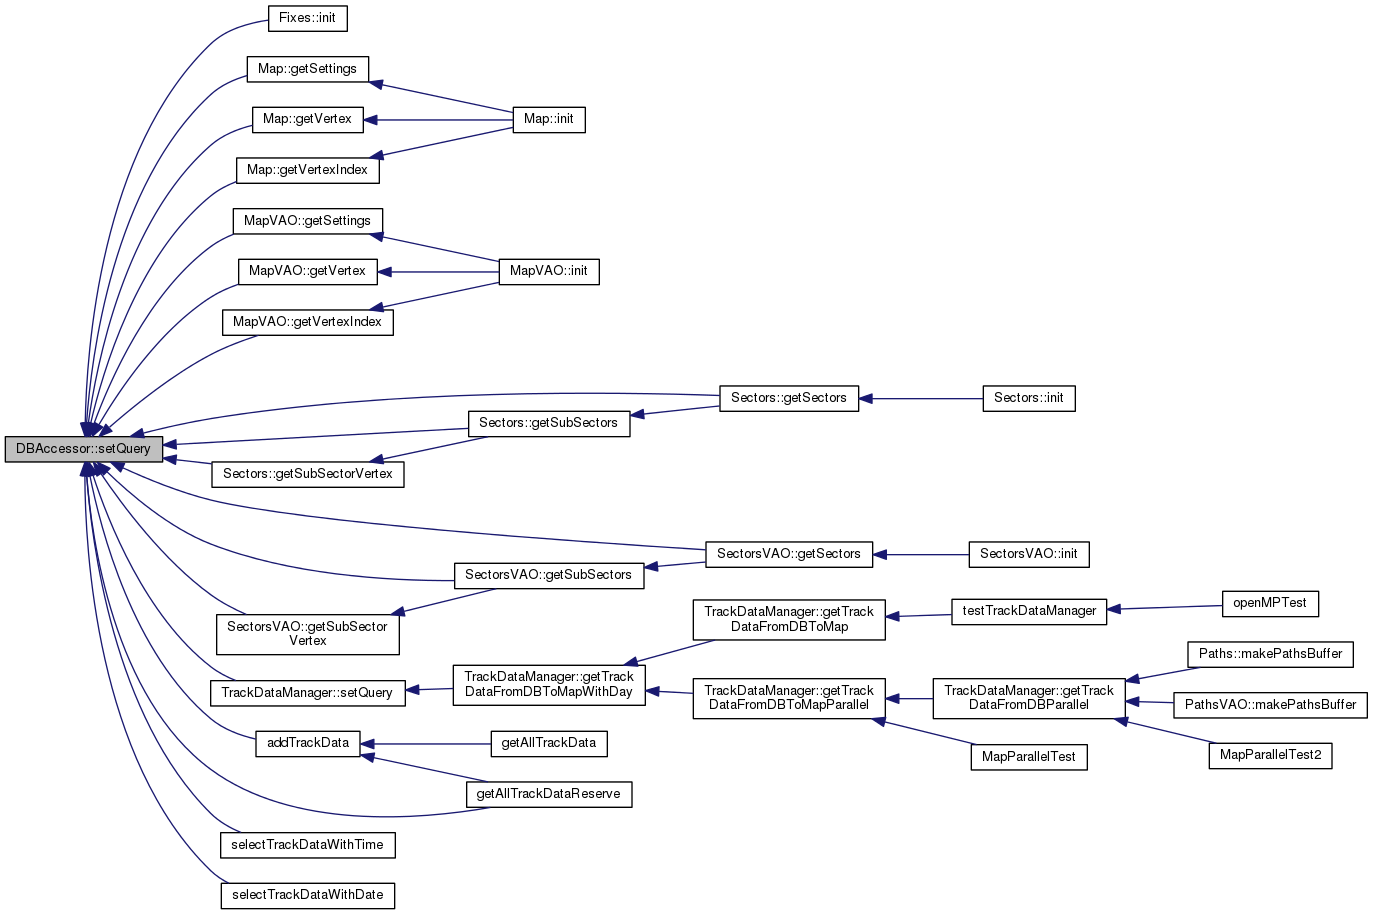 Fixes::init
Map::getSettings
Map::getVertex
Map::init
Map::getVertexIndex
MapVAO::getSettings
MapVAO::getVertex
MapVAO::init
MapVAO::getVertexIndex
Sectors::getSectors
Sectors::init
Sectors::getSubSectors
DBAccessor::setQuery
Sectors::getSubSectorVertex
SectorsVAO::getSectors
SectorsVAO::init
SectorsVAO::getSubSectors
SectorsVAO::getSubSector
Vertex
TrackDataManager::getTrack
DataFromDBToMap
testTrackDataManager
openMPTest
Paths::makePathsBuffer
TrackDataManager::setQuery
TrackDataManager::getTrack
DataFromDBToMapWithDay
TrackDataManager::getTrack
DataFromDBToMapParallel
TrackDataManager::getTrack
DataFromDBParallel
PathsVAO::makePathsBuffer
addTrackData
getAllTrackData
MapParallelTest
MapParallelTest2
getAllTrackDataReserve
selectTrackDataWithTime
selectTrackDataWithDate